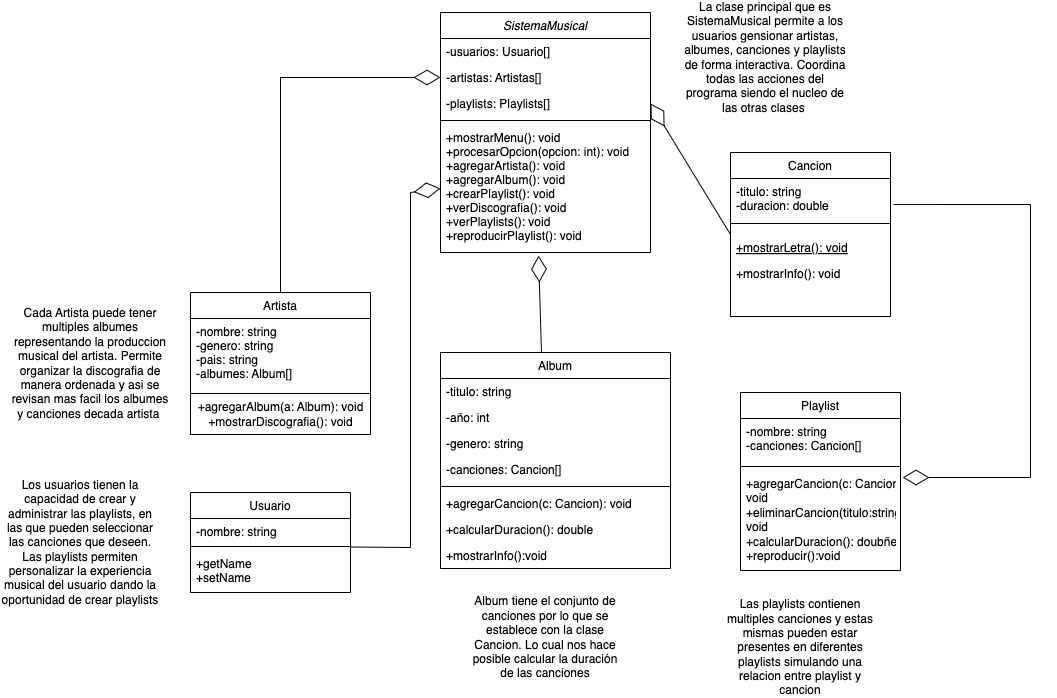 La clase principal que es
SistemaMusical permite a los
usuarios gensionar artistas,
albumes, canciones y playlists
de forma interactiva. Coordina
todas las acciones del
programa siendo el nucleo de
las otras clases
SistemaMusical
-usuarios: Usuario[]
-artistas: Artistas[]
-playlists: Playlists[]
+mostrarMenu(): void
+procesarOpcion(opcion: int): void
+agregarArtista(): void
+agregarAlbum(): void
+crearPlaylist(): void
+verDiscografia(): void
+verPlaylists(): void
+reproducirPlaylist(): void
Cancion
-titulo: string
-duracion: double
+mostrarLetra(): void
+mostrarInfo(): void
Cada Artista puede tener
multiples albumes
representando la produccion
musical del artista. Permite
organizar la discografia de
manera ordenada y asi se
revisan mas facil los albumes
y canciones decada artista
Artista
-nombre: string
-genero: string
-pais: string
-albumes: Album[]
+agregarAlbum(a: Album): void
+mostrarDiscografia(): void
Album
-titulo: string
-año: int
-genero: string
-canciones: Cancion[]
+agregarCancion(c: Cancion): void
+calcularDuracion(): double
+mostrarInfo():void
Playlist
-nombre: string
-canciones: Cancion[]
+agregarCancion(c: Cancion
void
+eliminarCancion(titulo:string
void
+calcularDuracion(): doubñe
+reproducir():void
Los usuarios tienen la
capacidad de crear y
administrar las playlists, en
las que pueden seleccionar
las canciones que deseen.
Las playlists permiten
personalizar la experiencia
musical del usuario dando la
oportunidad de crear playlists
Usuario
-nombre: string
+getName
+setName
Album tiene el conjunto de
canciones por lo que se
establece con la clase
Cancion. Lo cual nos hace
posible calcular la duración
de las canciones
Las playlists contienen
multiples canciones y estas
mismas pueden estar
presentes en diferentes
playlists simulando una
relacion entre playlist y
cancion